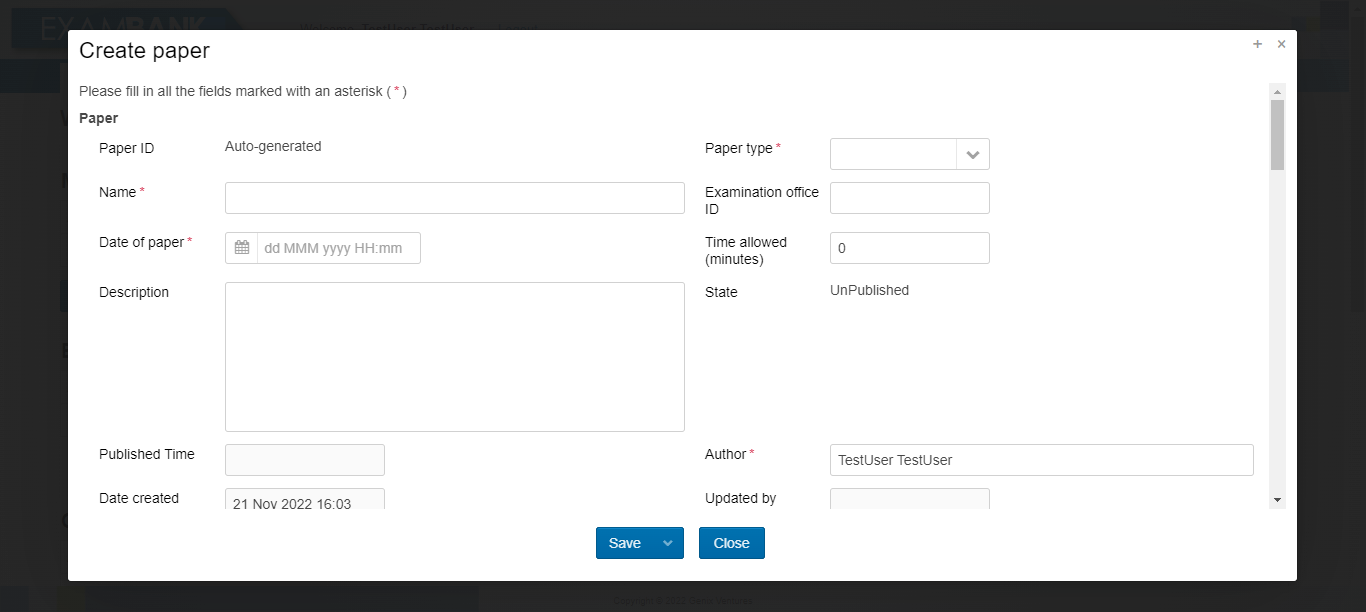 EXAMBANK
Welcome, TestUser TestUser
Create paper
Please fill in all the fields marked with an asterisk ( * )
Paper
Paper ID
Auto-generated
Paper type *
Name *
Examination office
ID
Date of paper *
dd MMM yyyy HH:mm
Time allowed
(minutes)
0
Description
State
UnPublished
Published Time
Author *
TestUser TestUser
Date created
21 Nov 2022 16:03
Updated by
Save
Close